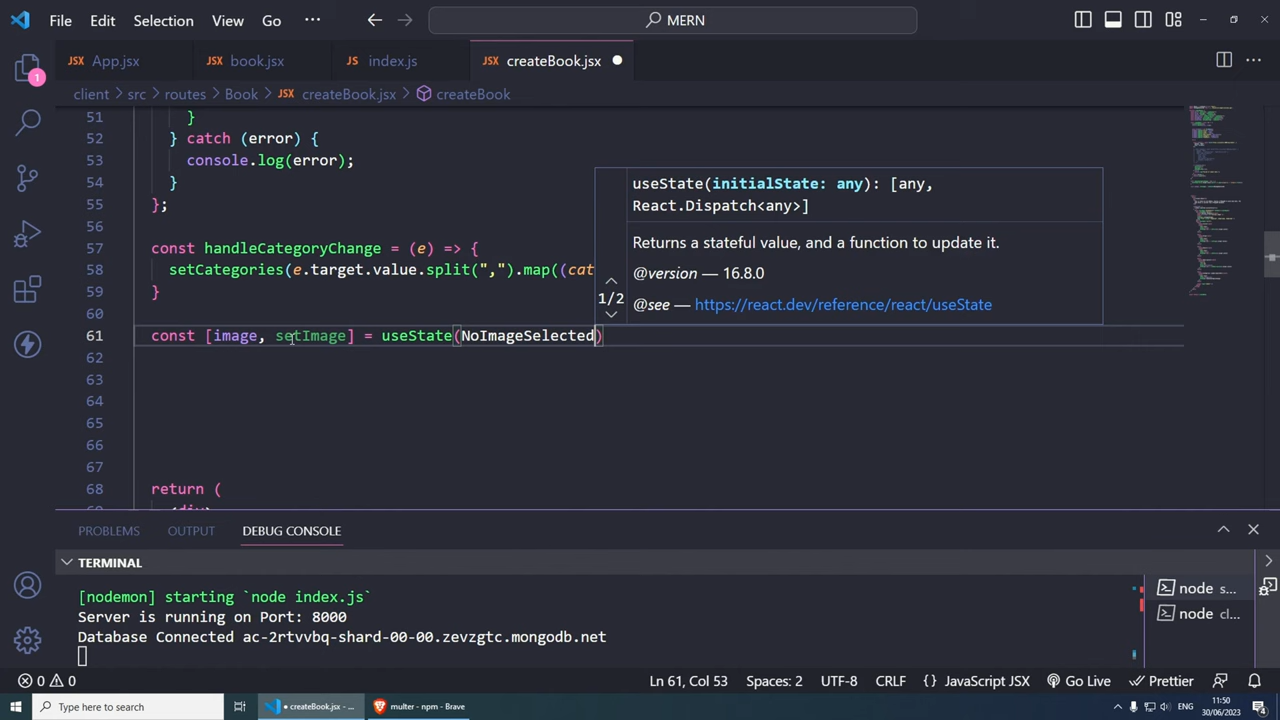 File Edit Selection View Go ··· MERN
JSX App.jsx JSX book.jsx JS index.js JSX createBook.jsx
client > src > routes > Book > JSX createBook.jsx > createBook
51 }
52 } catch (error) {
53 console.log(error);
54 }
55 };
56
57 const handleCategoryChange = (e) => {
58 setCategories(e.target.value.split(",").map((cat
59 }
60
61 const [image, setImage] = useState(NoImageSelected)
62
63
64
65
66
67
68 return (
useState(initialState: any): [any,
React.Dispatch<any>]
Returns a stateful value, and a function to update it.
@version — 16.8.0
1/2
@see — https://react.dev/reference/react/useState
1
PROBLEMS OUTPUT DEBUG CONSOLE
TERMINAL
[nodemon] starting `node index.js`
Server is running on Port: 8000
Database Connected ac-2rtvvbq-shard-00-00.zevzgtc.mongodb.net
node s...
node cl...
0 0 Ln 61, Col 53 Spaces: 2 UTF-8 CRLF {} JavaScript JSX Go Live Prettier
Type here to search createBook.jsx - ... multer - npm - Brave
11:50
30/06/2023
4